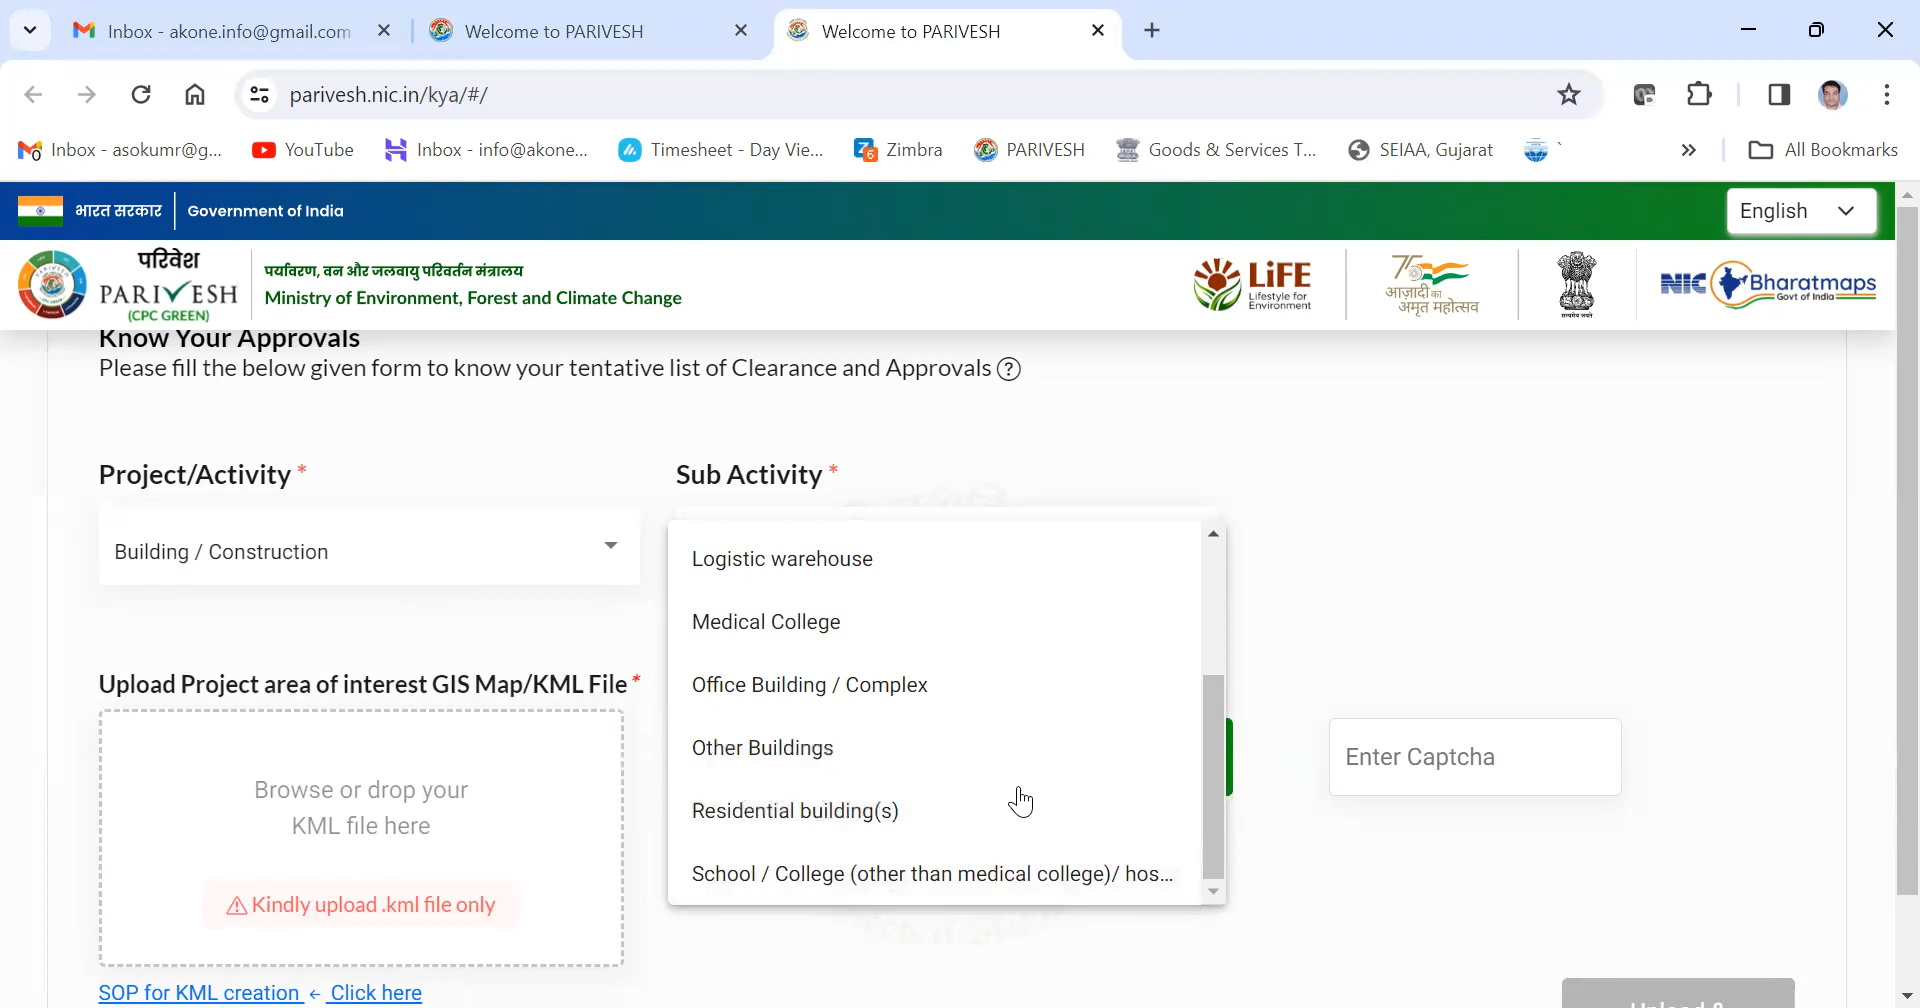 Inbox - akone.info@gmail.com
Welcome to PARIVESH
Welcome to PARIVESH
parivesh.nic.in/kya/#/
Inbox - asokumr@g...
YouTube
Inbox - info@akone...
Timesheet - Day Vie...
Zimbra
PARIVESH
Goods & Services T...
SEIAA, Gujarat
All Bookmarks
भारत सरकार
Government of India
English
परिवेश
PARIVESH
(CPC GREEN)
पर्यावरण, वन और जलवायु परिवर्तन मंत्रालय
Ministry of Environment, Forest and Climate Change
LiFE
Lifestyle for
Environment
आज़ादी का
अमृत महोत्सव
सत्यमेव जयते
NIC Bharatmaps
Govt of India
Know Your Approvals
Please fill the below given form to know your tentative list of Clearance and Approvals ?
Project/Activity *
Sub Activity *
Building / Construction
Logistic warehouse
Medical College
Office Building / Complex
Other Buildings
Residential building(s)
School / College (other than medical college)/ hos...
Upload Project area of interest GIS Map/KML File *
Browse or drop your
KML file here
Kindly upload .kml file only
Enter Captcha
SOP for KML creation ← Click here